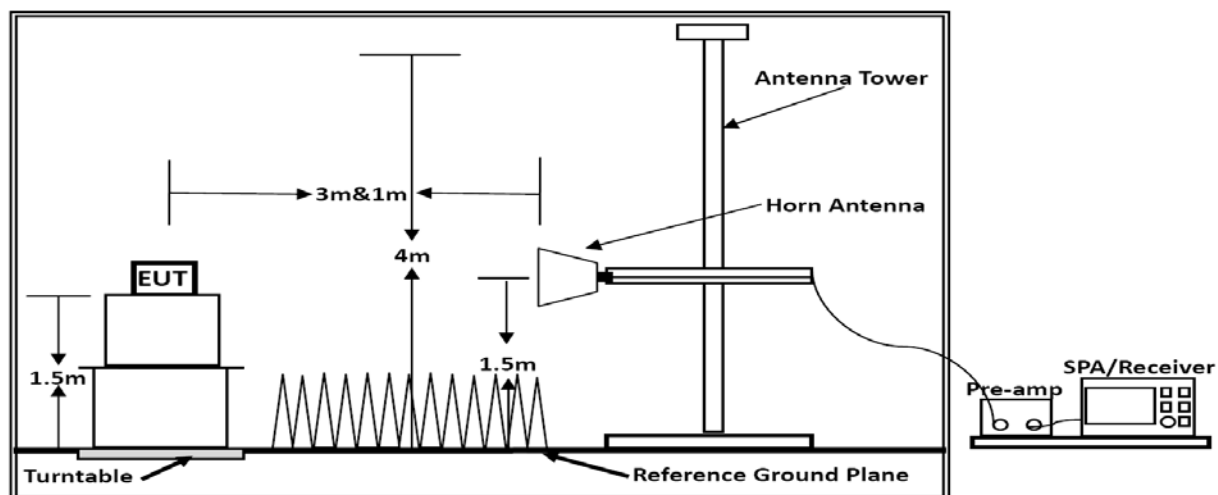 Antenna Tower
3m&1m
Horn Antenna
4m
EUT
1.5m
1.5m
SPA/Receiver
Pre-amp
Turntable
Reference Ground Plane